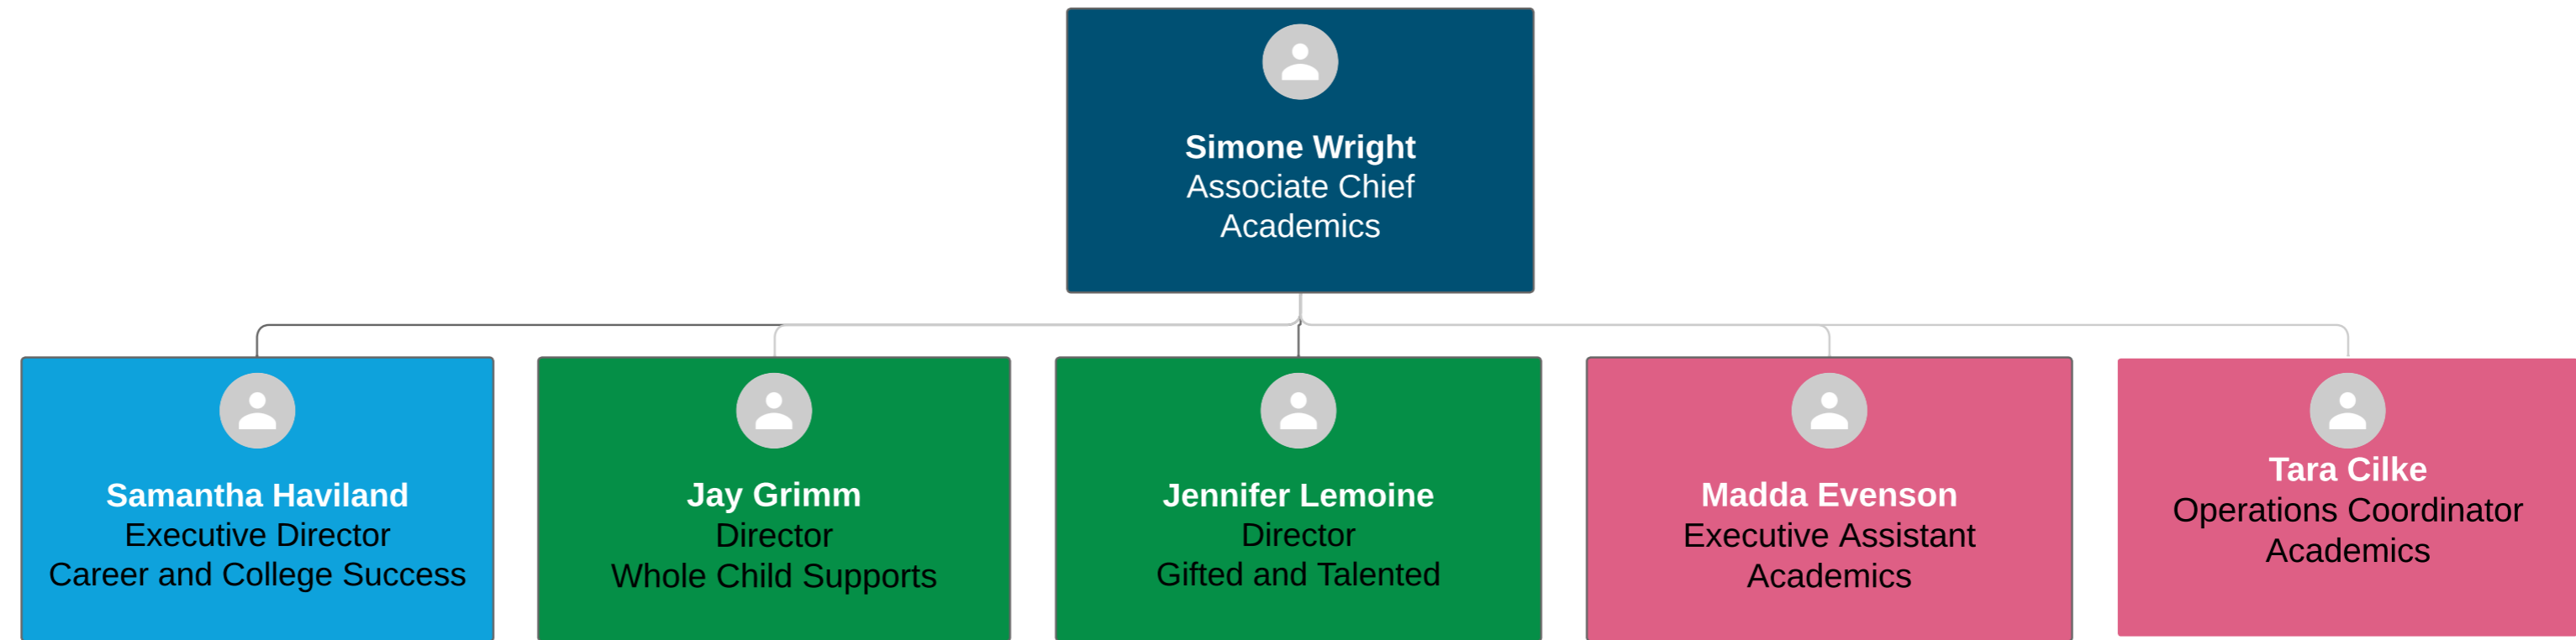 Simone Wright
Associate Chief
Academics
Samantha Haviland
Executive Director
Career and College Success
Jay Grimm
Director
Whole Child Supports
Jennifer Lemoine
Director
Gifted and Talented
Madda Evenson
Executive Assistant
Academics
Tara Cilke
Operations Coordinator
Academics